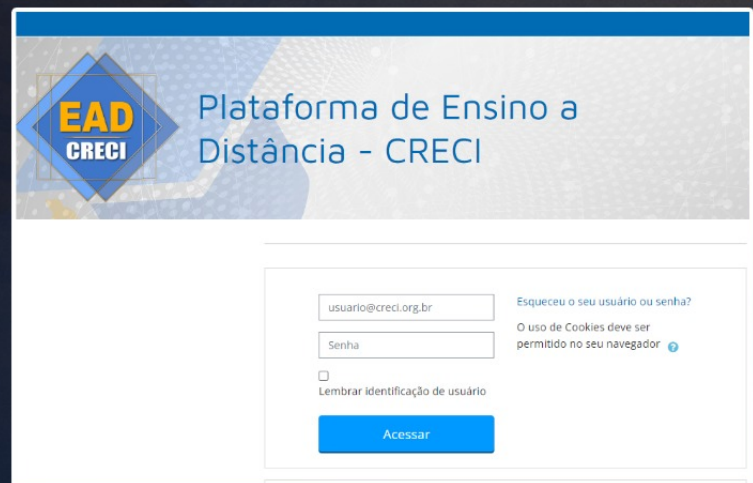 EAD
CRECI
Plataforma de Ensino a
Distância - CRECI
usuario@creci.org.br
Senha
Lembrar identificação de usuário
Acessar
Esqueceu o seu usuário ou senha?
O uso de Cookies deve ser
permitido no seu navegador ?